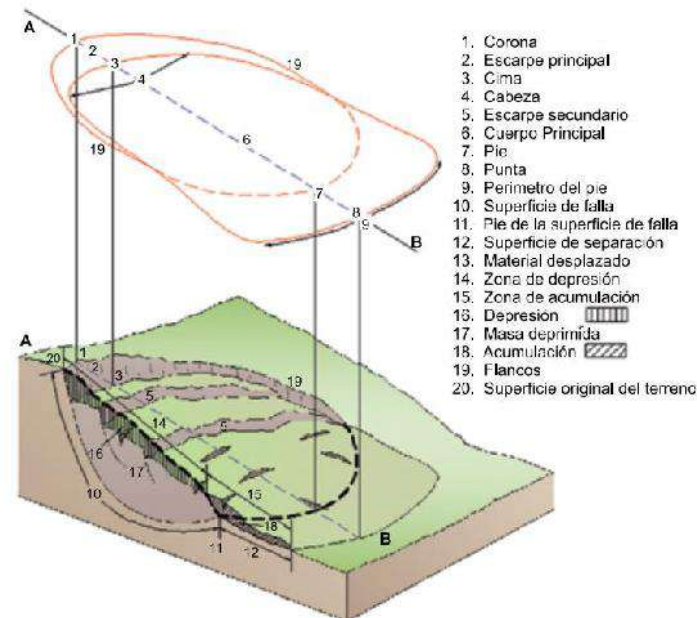 A
1
2
3
19
4
6
19
7
8
9
B
1. Corona
2. Escarpe principal
3. Cima
4. Cabeza
5. Escarpe secundario
6. Cuerpo Principal
7. Pie
8. Punta
9. Perimetro del pie
10. Superficie de falla
11. Pie de la superficie de falla
12. Superficie de separación
13. Material desplazado
14. Zona de depresión
15. Zona de acumulación
16. Depresión
17. Masa deprimida
18. Acumulación
19. Flancos
20. Superficie original del terreno
A
20
1
2
3
5
19
14
5
16
17
15
10
18
B
11
12